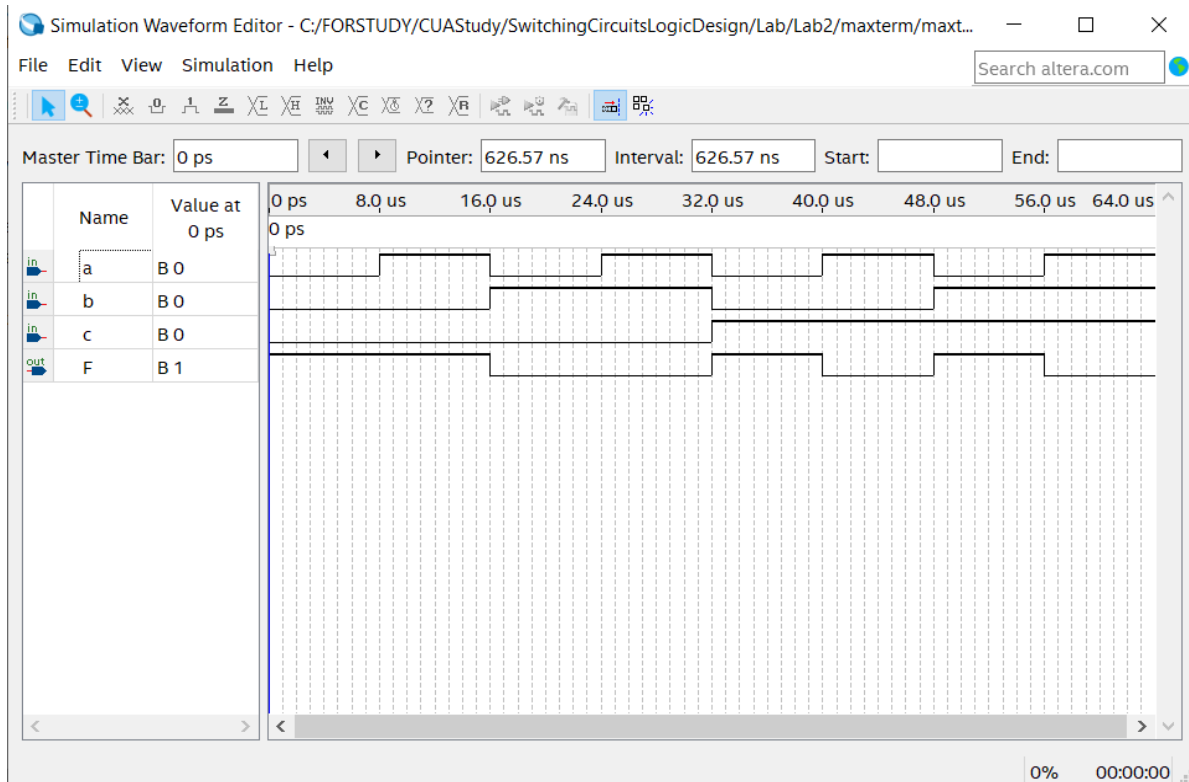 Simulation Waveform Editor - C:/FORSTUDY/CUAStudy/SwitchingCircuitsLogicDesign/Lab/Lab2/maxterm/maxt...
File Edit View Simulation Help
Search altera.com
Master Time Bar: 0 ps Pointer: 626.57 ns Interval: 626.57 ns Start: End:
Name Value at 0 ps
0 ps 8.0 us 16.0 us 24.0 us 32.0 us 40.0 us 48.0 us 56.0 us 64.0 us
0 ps
in a B 0
in b B 0
in c B 0
out F B 1
0% 00:00:00